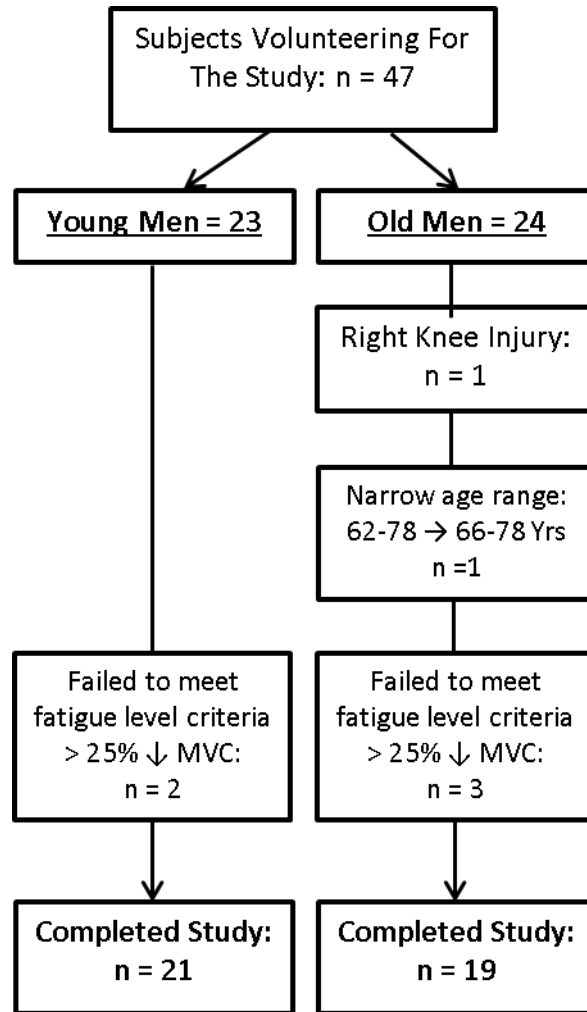 Subjects Volunteering For
The Study: n = 47
Young Men = 23
Old Men = 24
Right Knee Injury:
n = 1
Narrow age range:
62-78 → 66-78 Yrs
n =1
Failed to meet
fatigue level criteria
> 25% ↓ MVC:
n = 2
Failed to meet
fatigue level criteria
> 25% ↓ MVC:
n = 3
Completed Study:
n = 21
Completed Study:
n = 19